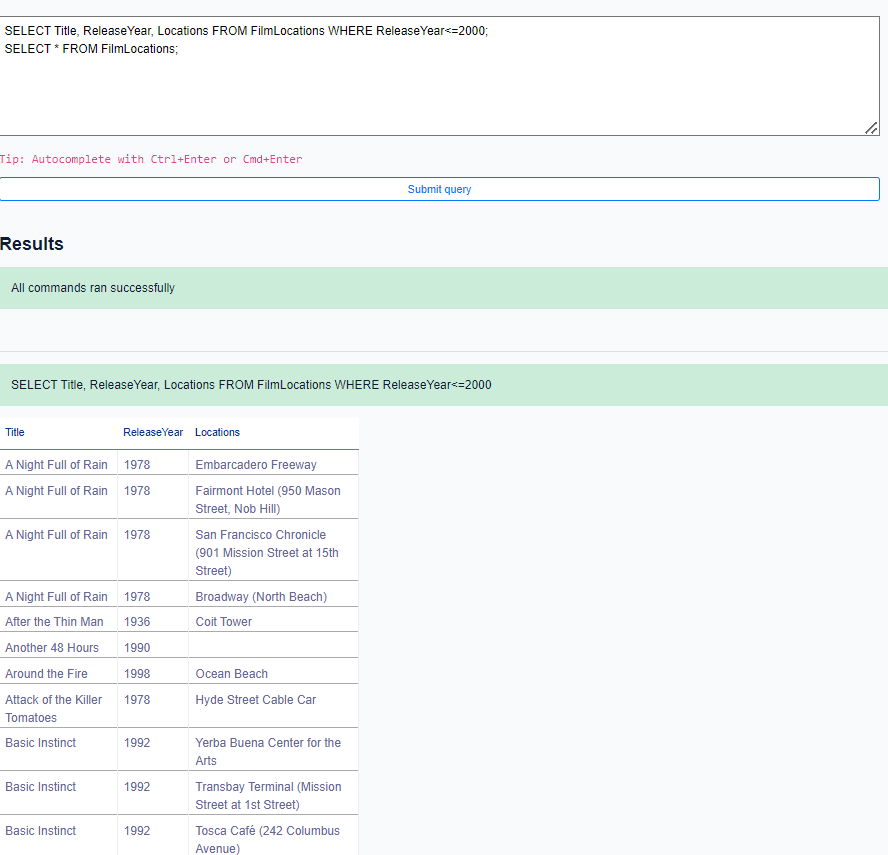 SELECT Title, ReleaseYear, Locations FROM FilmLocations WHERE ReleaseYear<=2000;
SELECT * FROM FilmLocations;
Tip: Autocomplete with Ctrl+Enter or Cmd+Enter
Submit query
Results
All commands ran successfully
SELECT Title, ReleaseYear, Locations FROM FilmLocations WHERE ReleaseYear<=2000
Title ReleaseYear Locations
A Night Full of Rain 1978 Embarcadero Freeway
A Night Full of Rain 1978 Fairmont Hotel (950 Mason
Street, Nob Hill)
A Night Full of Rain 1978 San Francisco Chronicle
(901 Mission Street at 15th
Street)
A Night Full of Rain 1978 Broadway (North Beach)
After the Thin Man 1936 Coit Tower
Another 48 Hours 1990
Around the Fire 1998 Ocean Beach
Attack of the Killer 1978 Hyde Street Cable Car
Tomatoes
Basic Instinct 1992 Yerba Buena Center for the
Arts
Basic Instinct 1992 Transbay Terminal (Mission
Street at 1st Street)
Basic Instinct 1992 Tosca Café (242 Columbus
Avenue)